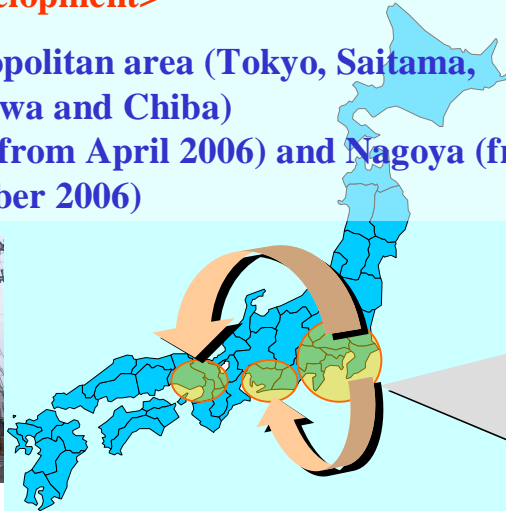 elopment>
politan area (Tokyo, Saitama,
wa and Chiba)
from April 2006) and Nagoya (fr
ber 2006)